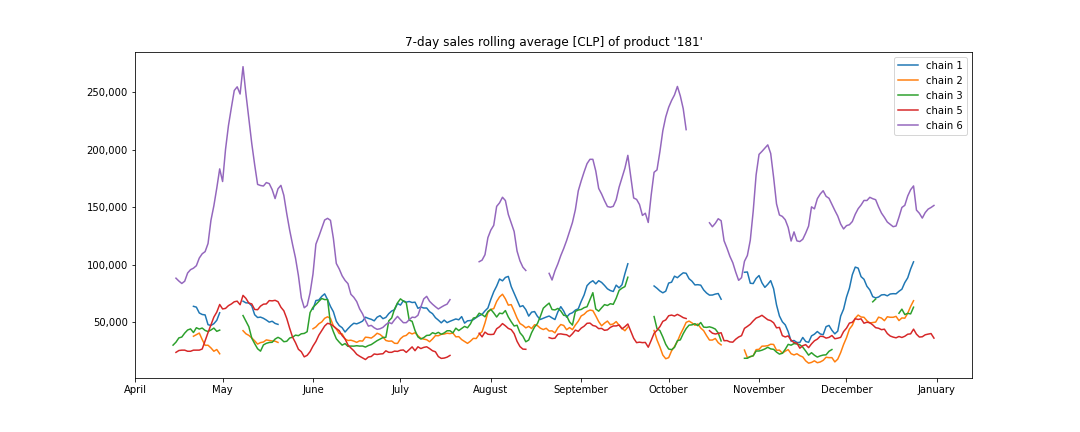 7-day sales rolling average [CLP] of product '181'
chain 1
chain 2
chain 3
chain 5
chain 6
250,000
200,000
150,000
100,000
50,000
April May June July August September October November December January